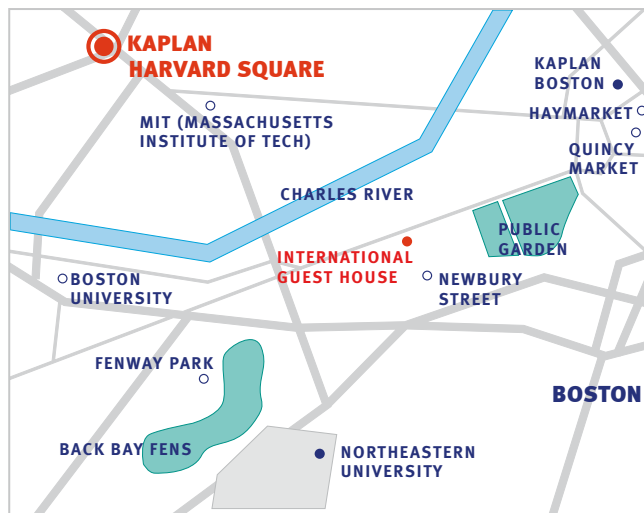 KAPLAN
HARVARD SQUARE
KAPLAN
BOSTON
HAYMARKET
QUINCY
MARKET
MIT (MASSACHUSETTS
INSTITUTE OF TECH)
CHARLES RIVER
PUBLIC
GARDEN
INTERNATIONAL
GUEST HOUSE
NEWBURY
STREET
BOSTON
UNIVERSITY
FENWAY PARK
BOSTON
BACK BAY FENS
NORTHEASTERN
UNIVERSITY